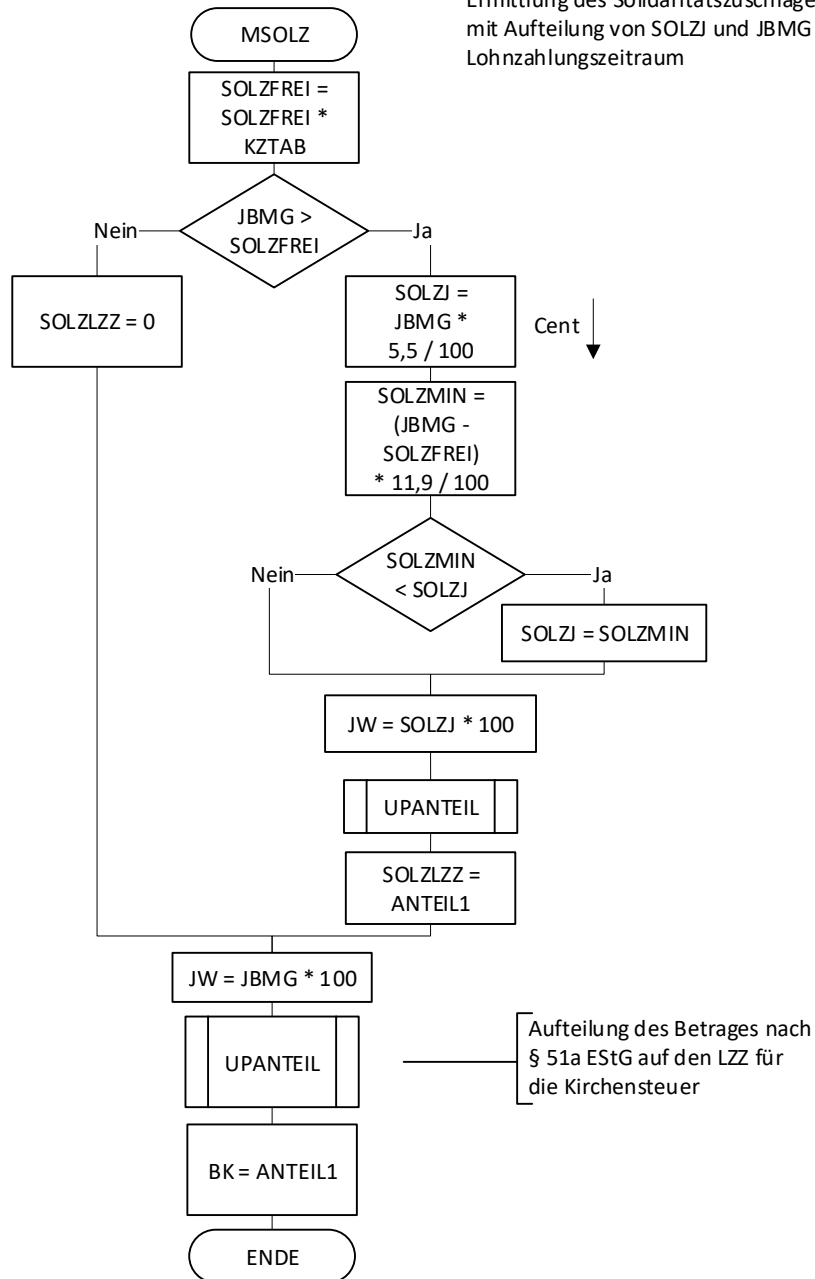 Ermittlung des Solidaritätszuschlages
mit Aufteilung von SOLZJ und JBMG
Lohnzahlungszeitraum
MSOLZ
SOLZFREI =
SOLZFREI *
KZTAB
JBMG >
SOLZFREI
Nein
Ja
SOLZLZZ = 0
SOLZJ =
JBMG *
5,5 / 100
Cent
SOLZMIN =
(JBMG -
SOLZFREI)
* 11,9 / 100
SOLZMIN
< SOLZJ
Nein
Ja
SOLZJ = SOLZMIN
JW = SOLZJ * 100
UPANTEIL
SOLZLZZ =
ANTEIL1
JW = JBMG * 100
UPANTEIL
Aufteilung des Betrages nach
§ 51a EStG auf den LZZ für
die Kirchensteuer
BK = ANTEIL1
ENDE